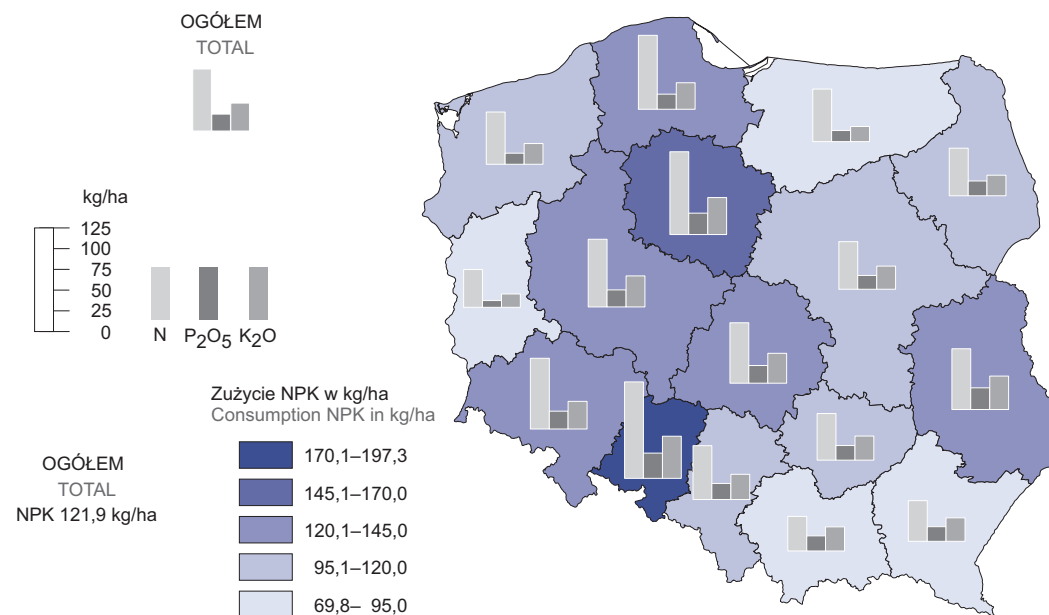 OGÓŁEM
TOTAL
kg/ha
125
100
75
50
25
0
N P₂O₅ K₂O
Zużycie NPK w kg/ha
Consumption NPK in kg/ha
OGÓŁEM
TOTAL
NPK 121,9 kg/ha
170,1–197,3
145,1–170,0
120,1–145,0
95,1–120,0
69,8– 95,0